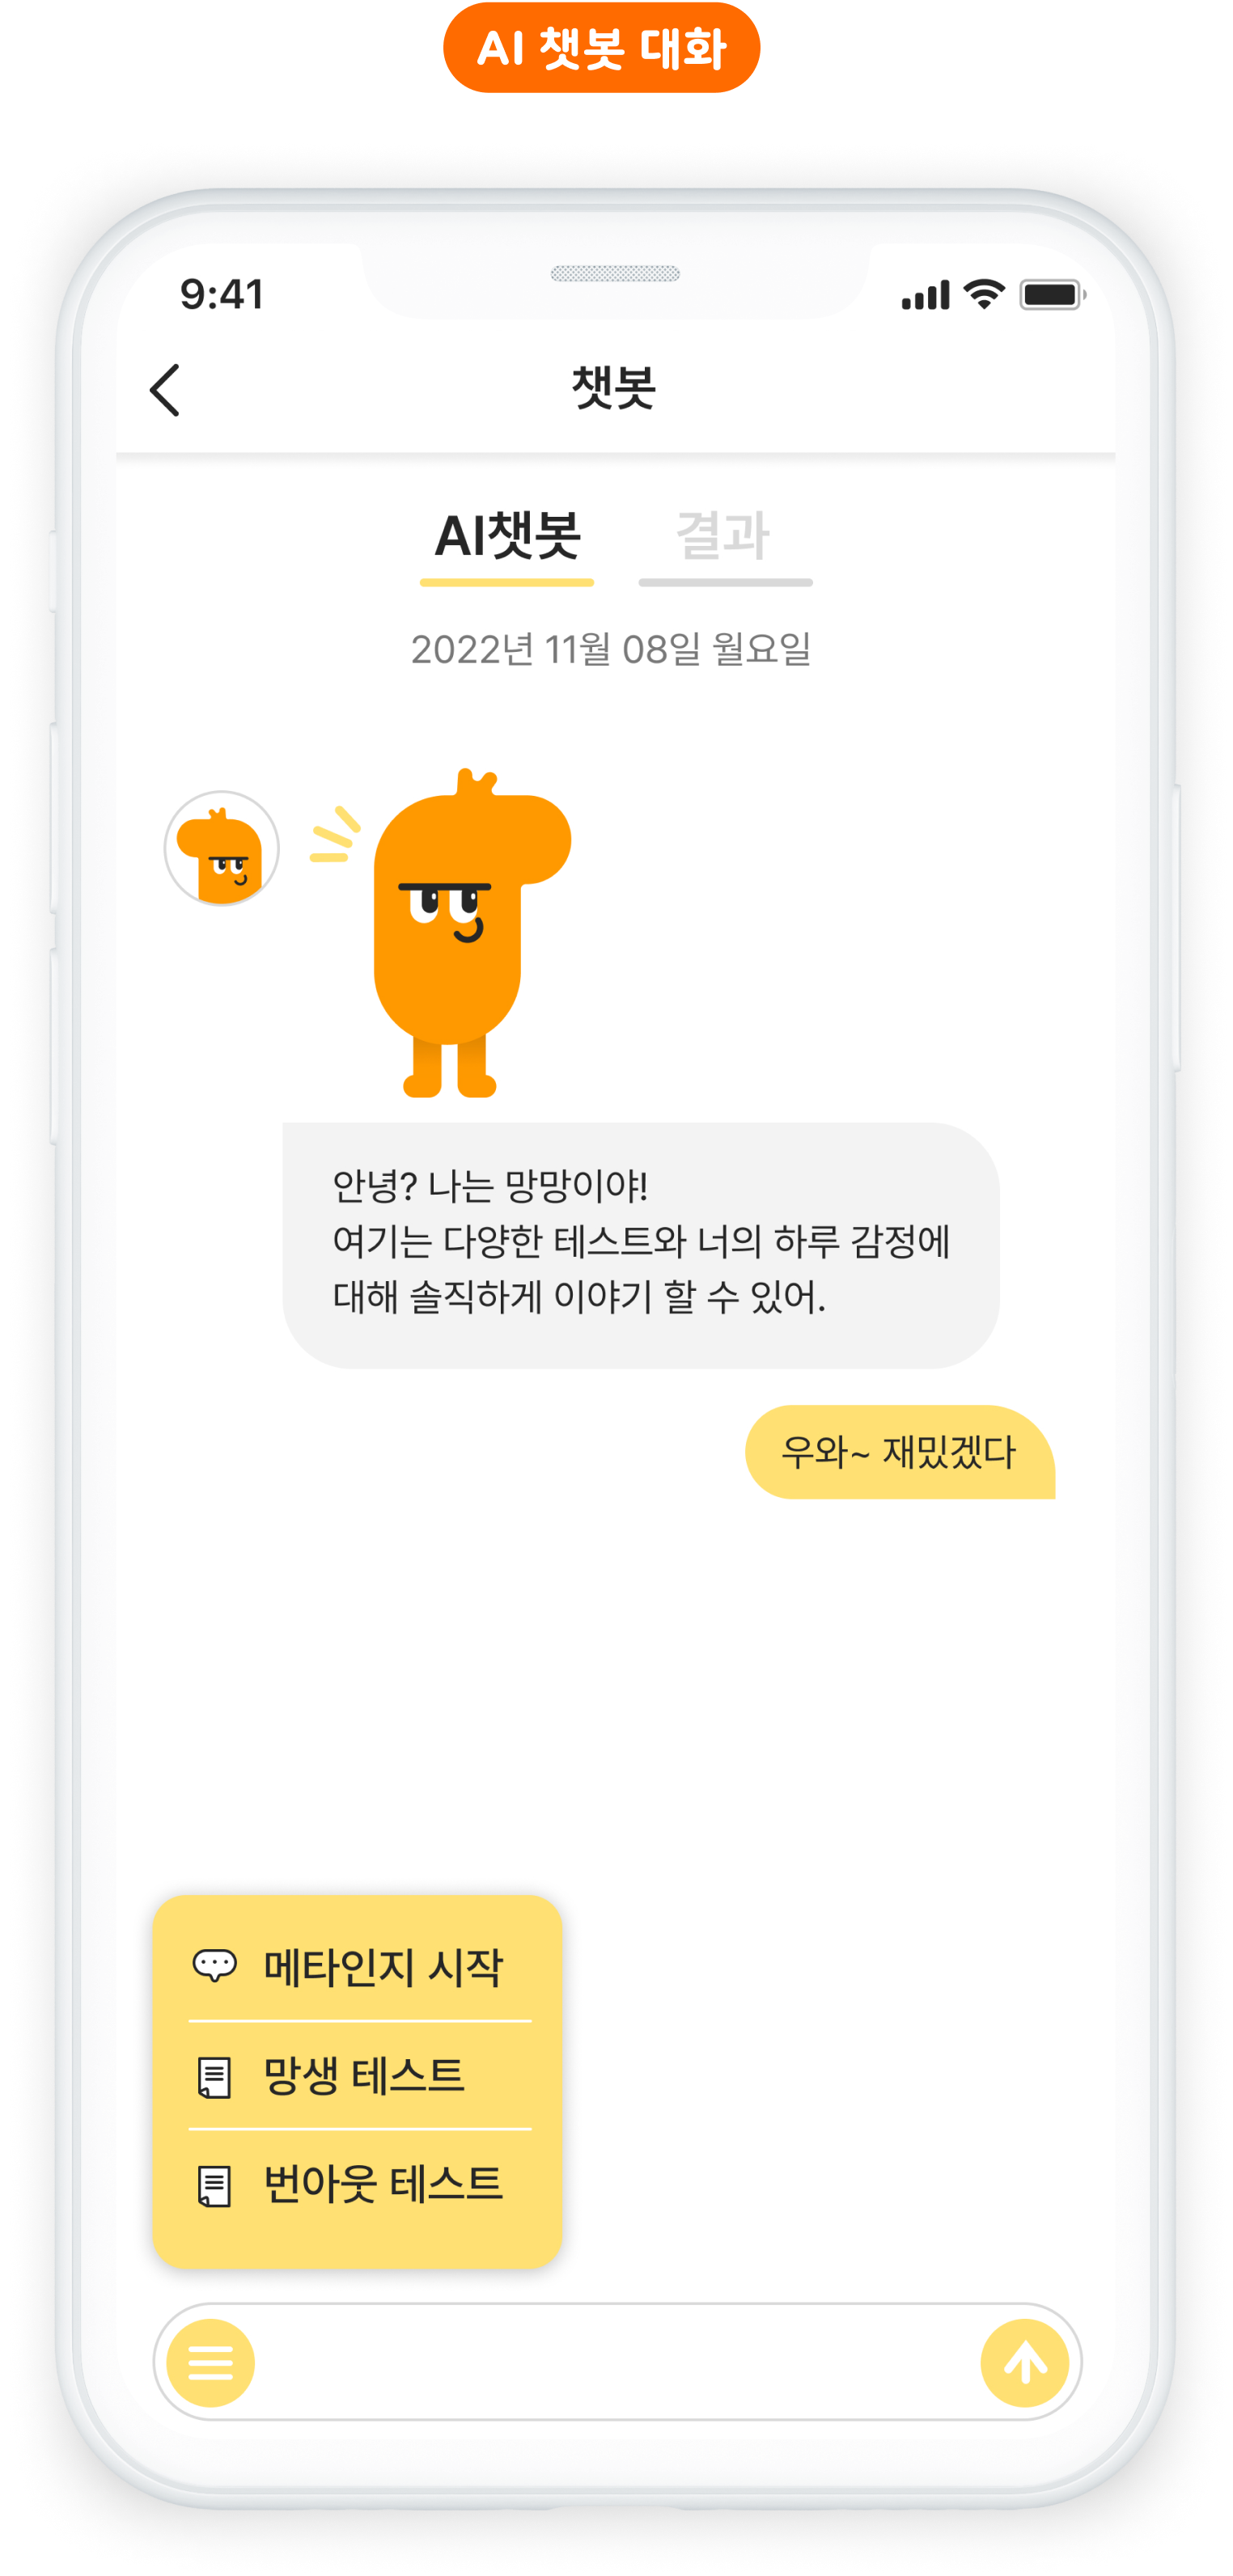 AI 챗봇 대화
9:41
챗봇
AI챗봇 결과
2022년 11월 08일 월요일
안녕? 나는 망망이야!
여기는 다양한 테스트와 너의 하루 감정에
대해 솔직하게 이야기 할 수 있어.
우와~ 재밌겠다
메타인지 시작
망생 테스트
번아웃 테스트